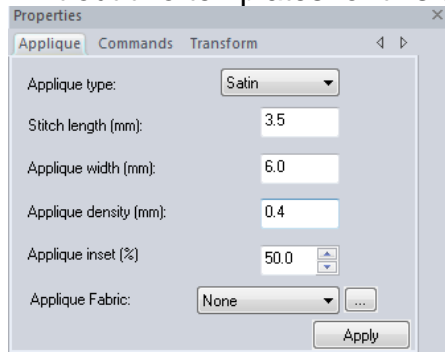 Properties
Applique Commands Transform
Applique type: Satin
Stitch length (mm): 3.5
Applique width (mm): 6.0
Applique density (mm): 0.4
Applique inset (%) 50.0
Applique Fabric: None ...
Apply